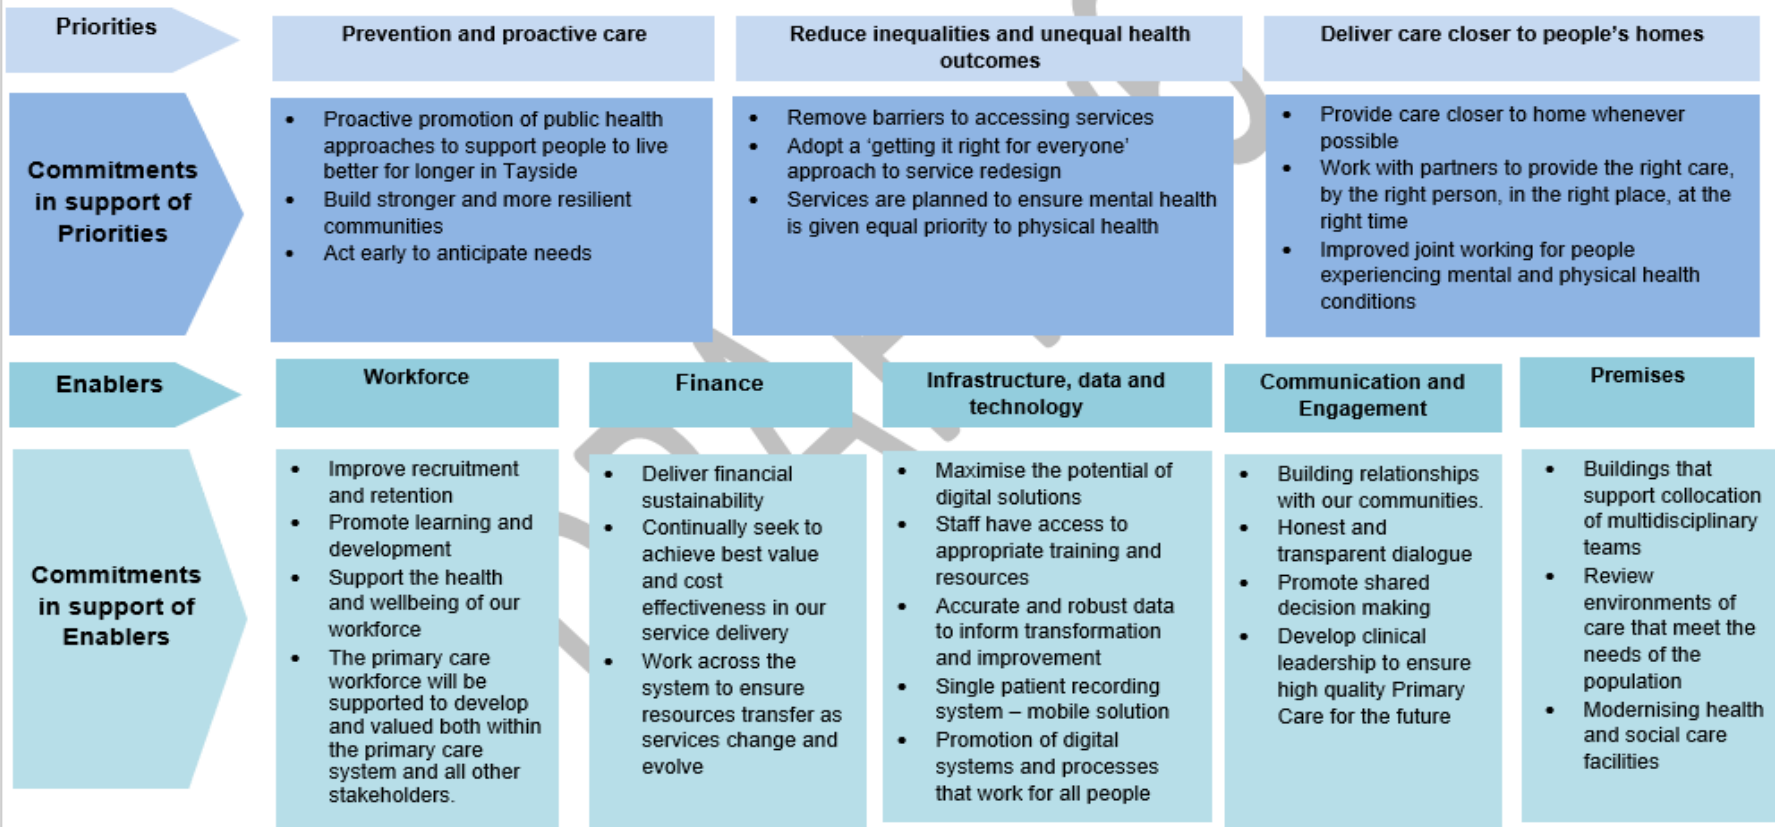 Priorities
Prevention and proactive care
Reduce inequalities and unequal health
outcomes
Deliver care closer to people's homes
Commitments
in support of
Priorities
• Proactive promotion of public health
approaches to support people to live
better for longer in Tayside
• Build stronger and more resilient
communities
• Act early to anticipate needs
• Remove barriers to accessing services
• Adopt a ‘getting it right for everyone’
approach to service redesign
• Services are planned to ensure mental health
is given equal priority to physical health
• Provide care closer to home whenever
possible
• Work with partners to provide the right care,
by the right person, in the right place, at the
right time
• Improved joint working for people
experiencing mental and physical health
conditions
Enablers
Workforce
Finance
Infrastructure, data and
technology
Communication and
Engagement
Premises
Commitments
in support of
Enablers
• Improve recruitment
and retention
• Promote learning and
development
• Support the health
and wellbeing of our
workforce
• The primary care
workforce will be
supported to develop
and valued both within
the primary care
system and all other
stakeholders.
• Deliver financial
sustainability
• Continually seek to
achieve best value
and cost
effectiveness in our
service delivery
• Work across the
system to ensure
resources transfer as
services change and
evolve
• Maximise the potential of
digital solutions
• Staff have access to
appropriate training and
resources
• Accurate and robust data
to inform transformation
and improvement
• Single patient recording
system – mobile solution
• Promotion of digital
systems and processes
that work for all people
• Building relationships
with our communities.
• Honest and
transparent dialogue
• Promote shared
decision making
• Develop clinical
leadership to ensure
high quality Primary
Care for the future
• Buildings that
support collocation
of multidisciplinary
teams
• Review
environments of
care that meet the
needs of the
population
• Modernising health
and social care
facilities